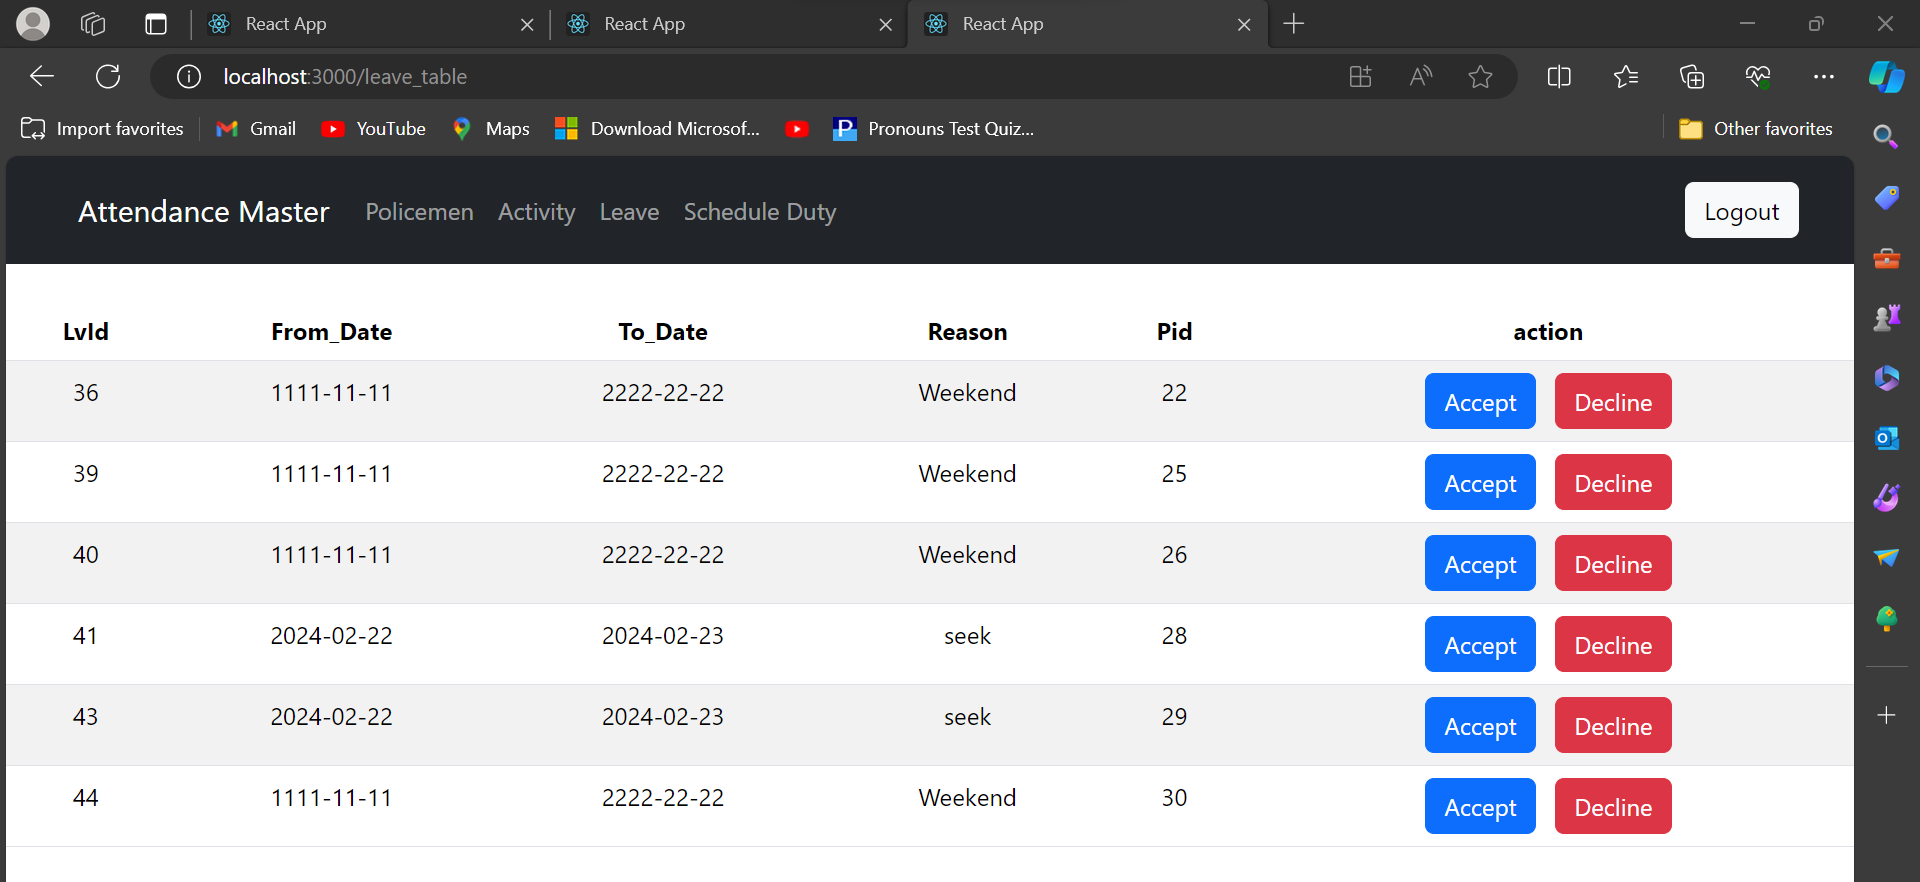 React App React App React App
localhost:3000/leave_table
Import favorites Gmail YouTube Maps Download Microsof... Pronouns Test Quiz... Other favorites
Attendance Master Policemen Activity Leave Schedule Duty Logout
LvId From_Date To_Date Reason Pid action
36 1111-11-11 2222-22-22 Weekend 22 Accept Decline
39 1111-11-11 2222-22-22 Weekend 25 Accept Decline
40 1111-11-11 2222-22-22 Weekend 26 Accept Decline
41 2024-02-22 2024-02-23 seek 28 Accept Decline
43 2024-02-22 2024-02-23 seek 29 Accept Decline
44 1111-11-11 2222-22-22 Weekend 30 Accept Decline